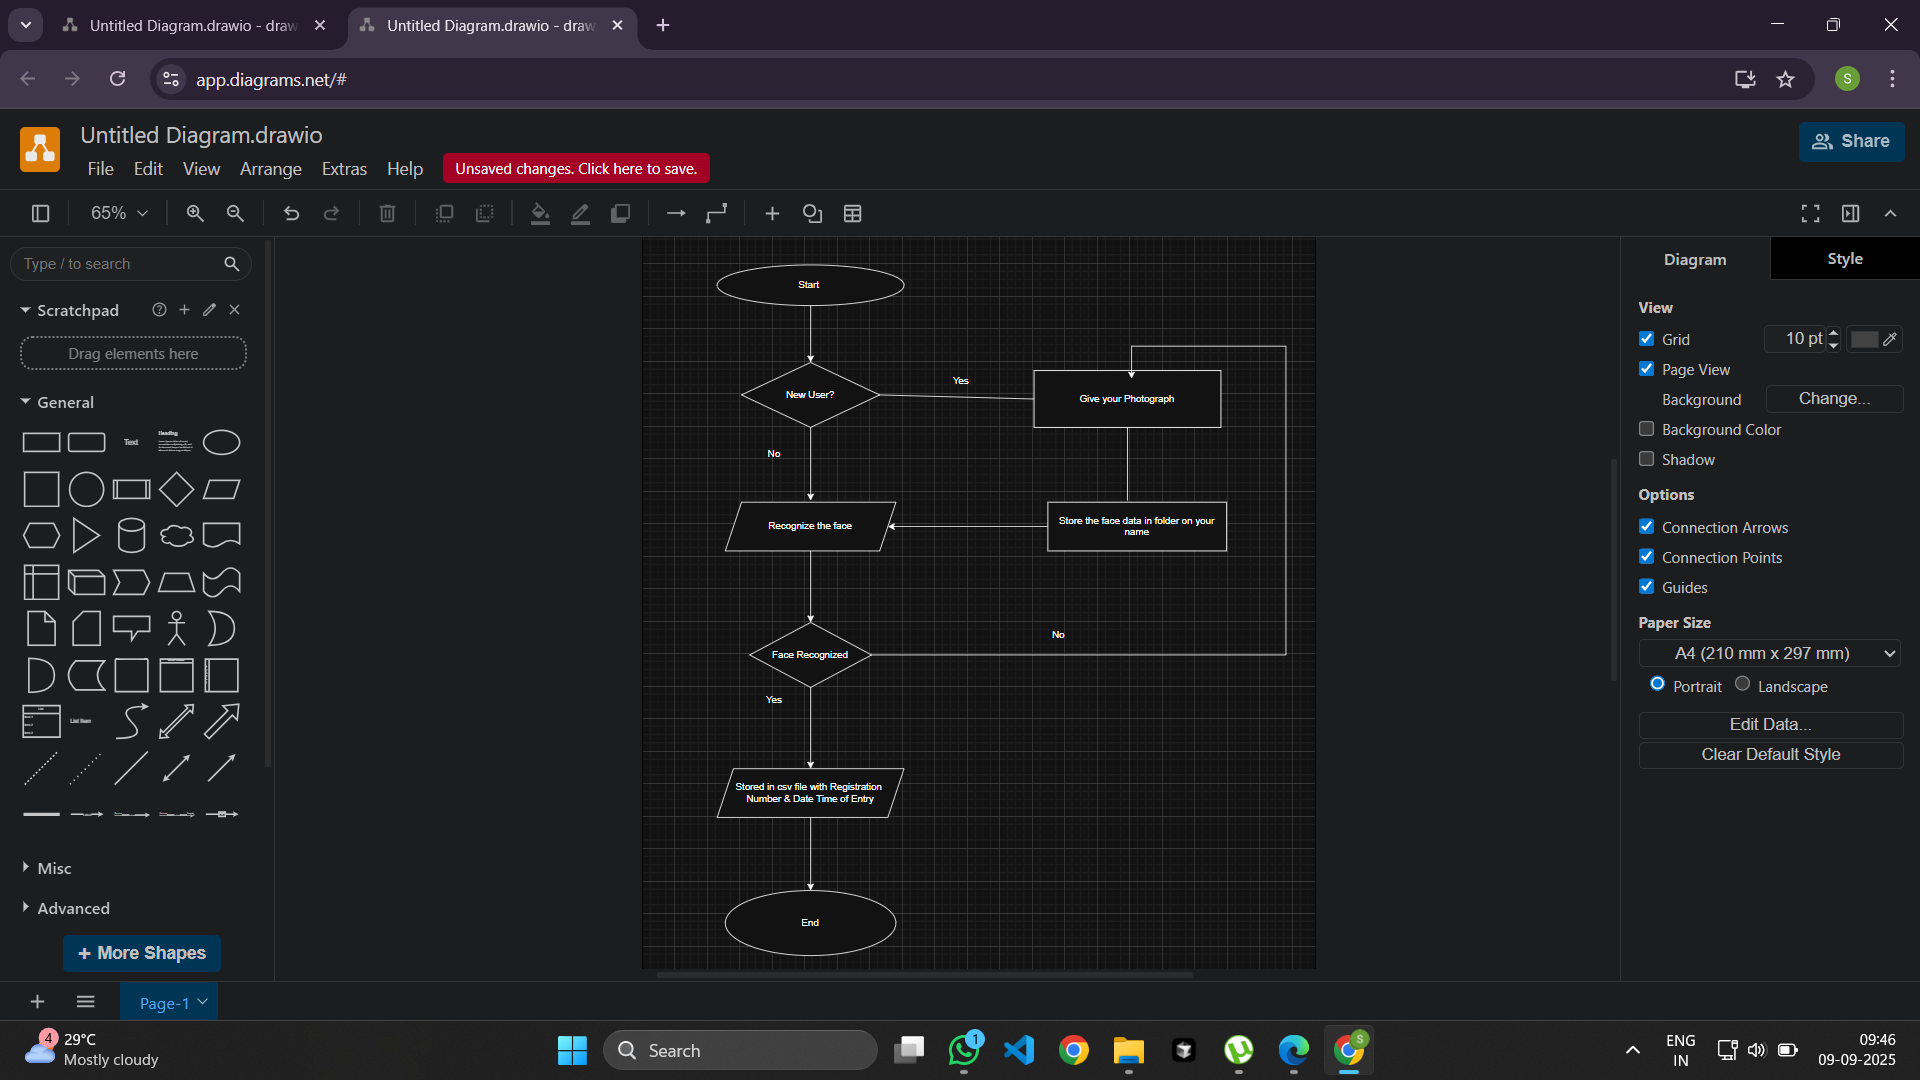 Untitled Diagram.drawio - draw
Untitled Diagram.drawio - draw
app.diagrams.net/#
S
Untitled Diagram.drawio
File Edit View Arrange Extras Help
Unsaved changes. Click here to save.
Share
65%
Type / to search
Scratchpad
Drag elements here
General
Text
Heading
List Item
Misc
Advanced
+ More Shapes
Start
New User?
Yes
Give your Photograph
No
Recognize the face
Store the face data in folder on your
name
Face Recognized
No
Yes
Stored in csv file with Registration
Number & Date Time of Entry
End
Diagram
Style
View
Grid
10 pt
Page View
Background
Change...
Background Color
Shadow
Options
Connection Arrows
Connection Points
Guides
Paper Size
A4 (210 mm x 297 mm)
Portrait
Landscape
Edit Data...
Clear Default Style
Page-1
4
29°C
Mostly cloudy
Search
1
S
ENG
IN
09:46
09-09-2025